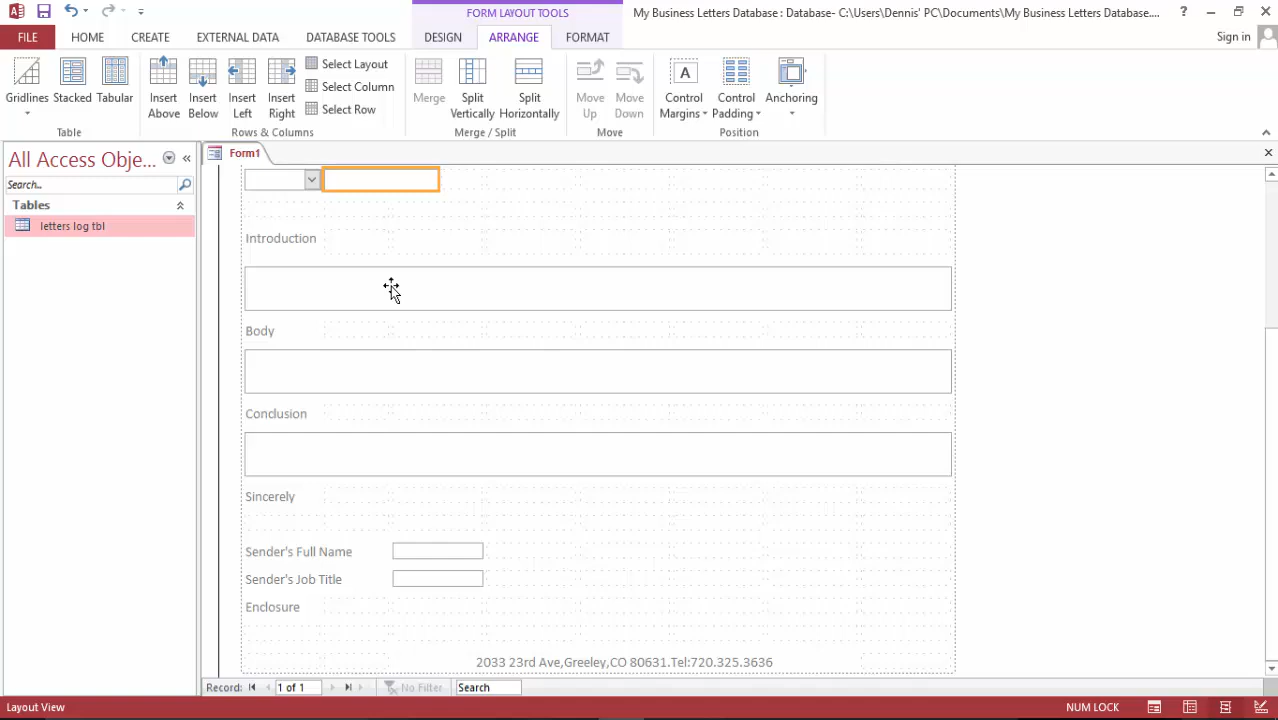 FORM LAYOUT TOOLS
My Business Letters Database : Database- C:\Users\Dennis' PC\Documents\My Business Letters Database....
?
FILE HOME CREATE EXTERNAL DATA DATABASE TOOLS DESIGN ARRANGE FORMAT
Sign in
Gridlines Stacked Tabular
Table
Insert Above
Insert Below
Insert Left
Insert Right
Select Layout
Select Column
Select Row
Rows & Columns
Merge
Split Vertically
Split Horizontally
Merge / Split
Move Up
Move Down
Move
Control Margins
Control Padding
Anchoring
Position
All Access Obje...
Search...
Tables
letters log tbl
Form1
Introduction
Body
Conclusion
Sincerely
Sender's Full Name
Sender's Job Title
Enclosure
2033 23rd Ave,Greeley,CO 80631.Tel:720.325.3636
Record: 1 of 1 No Filter Search
Layout View
NUM LOCK